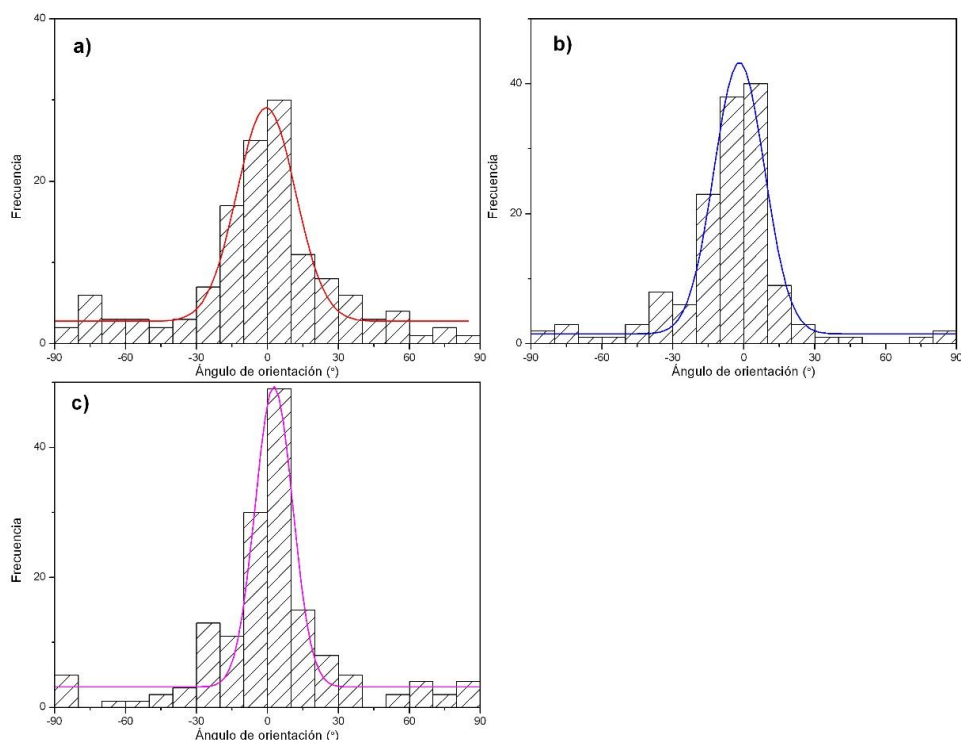 a)
40
20
0
Frecuencia
-90 -60 -30 0 30 60 90
Ángulo de orientación (°)
b)
40
20
0
Frecuencia
-90 -60 -30 0 30 60 90
Ángulo de orientación (°)
c)
40
20
0
Frecuencia
-90 -60 -30 0 30 60 90
Ángulo de orientación (°)